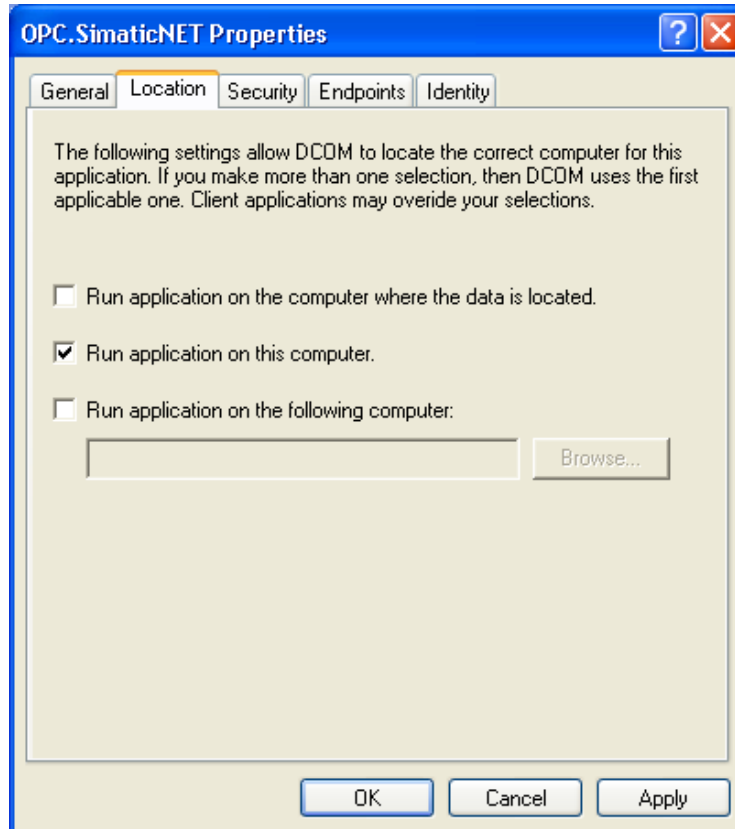 OPC.SimaticNET Properties
General Location Security Endpoints Identity
The following settings allow DCOM to locate the correct computer for this
application. If you make more than one selection, then DCOM uses the first
applicable one. Client applications may overide your selections.
Run application on the computer where the data is located.
Run application on this computer.
Run application on the following computer:
Browse...
OK Cancel Apply